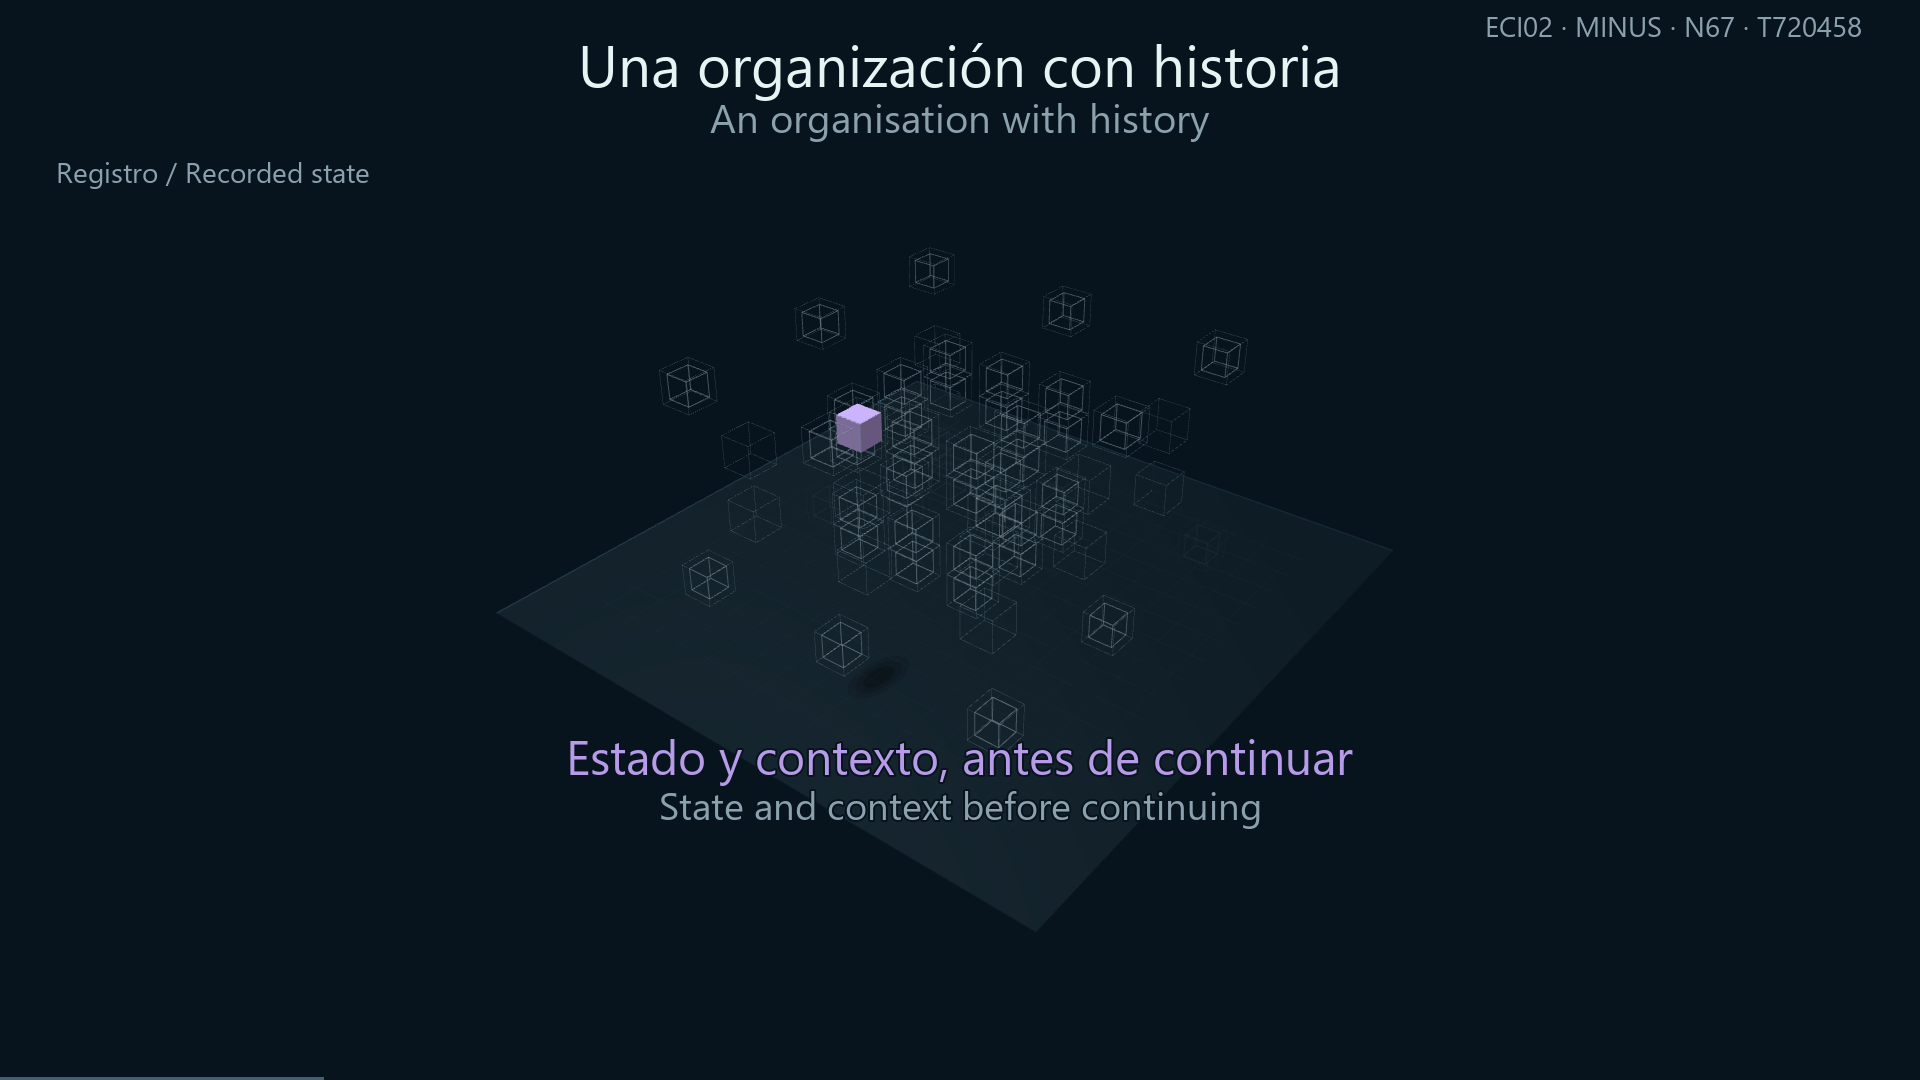 ECI02 · MINUS · N67 · T720458
Una organización con historia
An organisation with history
Registro / Recorded state
Estado y contexto, antes de continuar
State and context before continuing